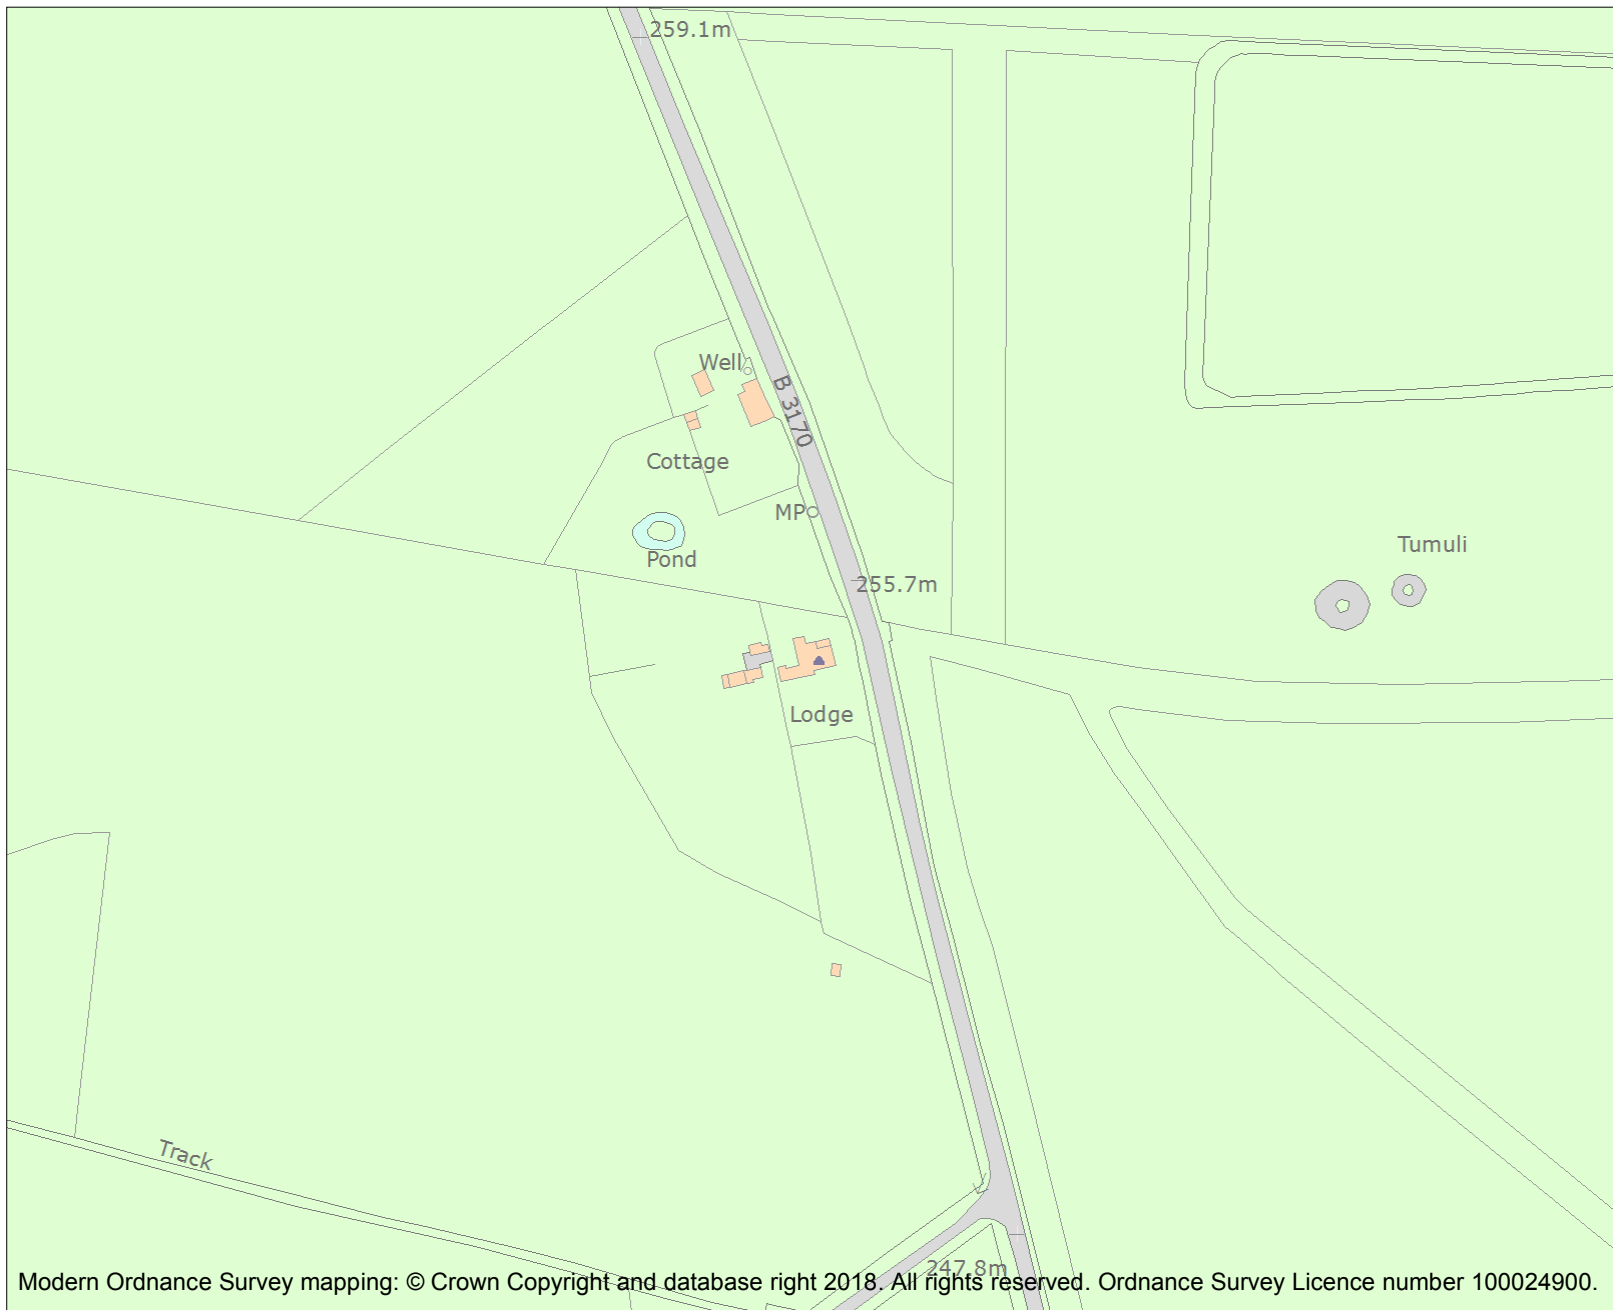 259.1m
Well
B 3170
Cottage
MP
Tumuli
Pond
255.7m
Lodge
Track
247.8m
Modern Ordnance Survey mapping: © Crown Copyright and database right 2018. All rights reserved. Ordnance Survey Licence number 100024900.